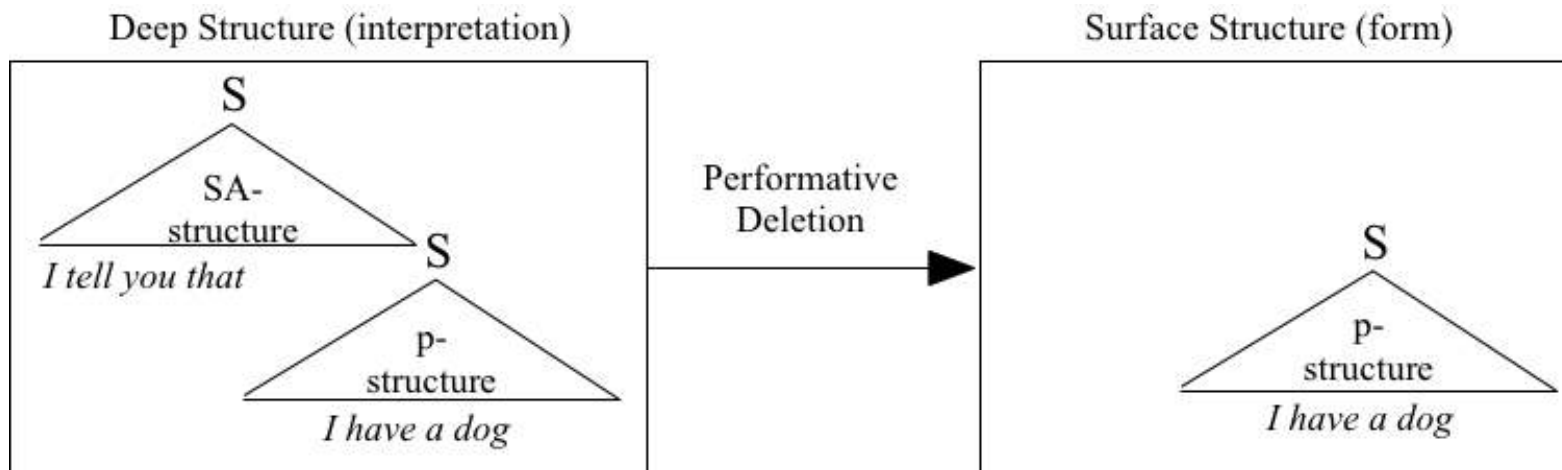 Deep Structure (interpretation)
S
SA-
structure
I tell you that
S
p-
structure
I have a dog
Performative
Deletion
Surface Structure (form)
S
p-
structure
I have a dog